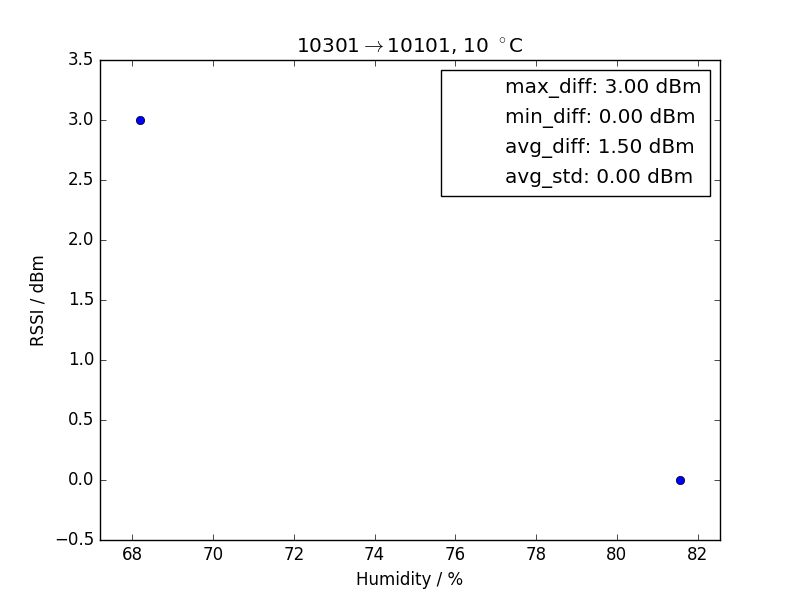 10301→10101, 10 °C
3.5
3.0
2.5
2.0
1.5
1.0
0.5
0.0
−0.5
RSSI / dBm
max_diff: 3.00 dBm
min_diff: 0.00 dBm
avg_diff: 1.50 dBm
avg_std: 0.00 dBm
68 70 72 74 76 78 80 82
Humidity / %